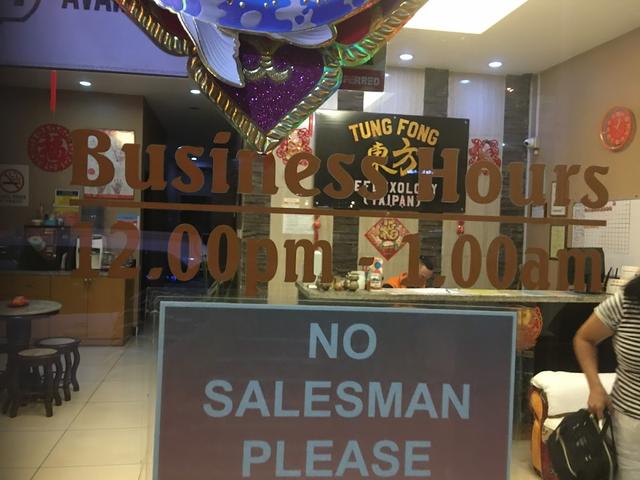 TUNG FONG
東方
REFLEXOLOGY
(TAIPAN)
Business Hours
12.00pm - 1.00am
NO
SALESMAN
PLEASE